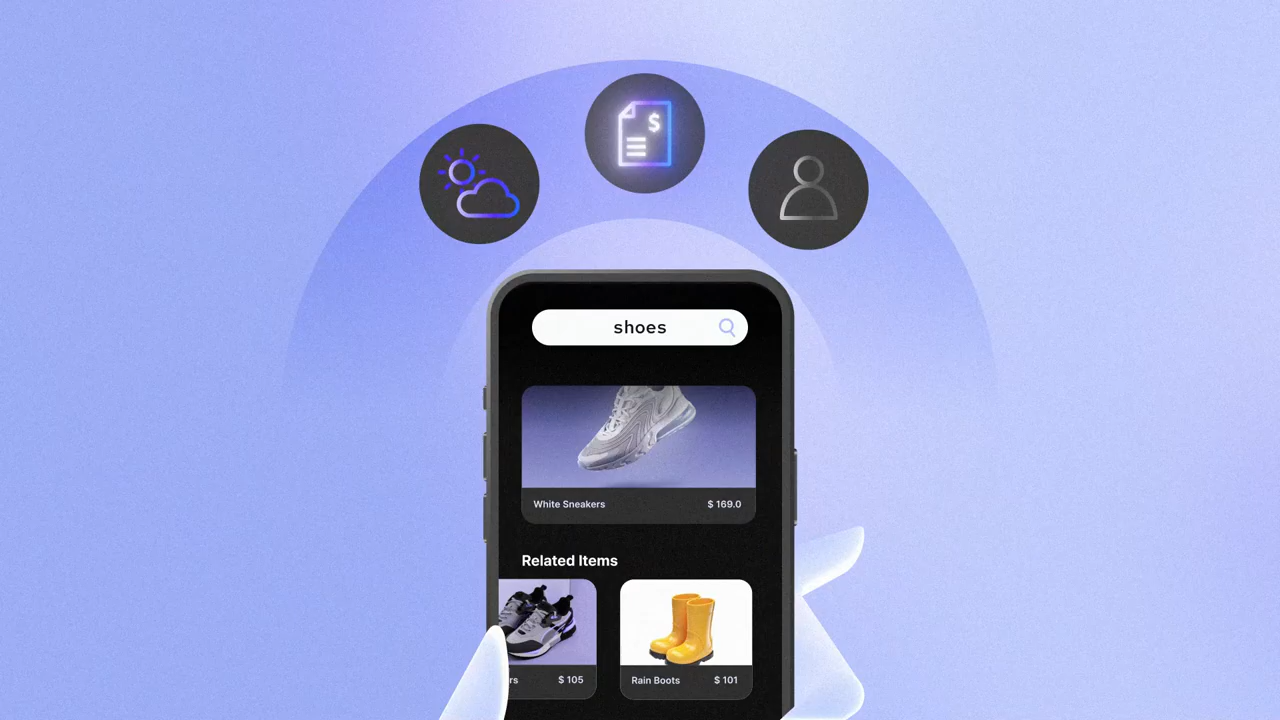 $
shoes
White Sneakers $ 169.0
Related Items
rs $ 105
Rain Boots $ 101